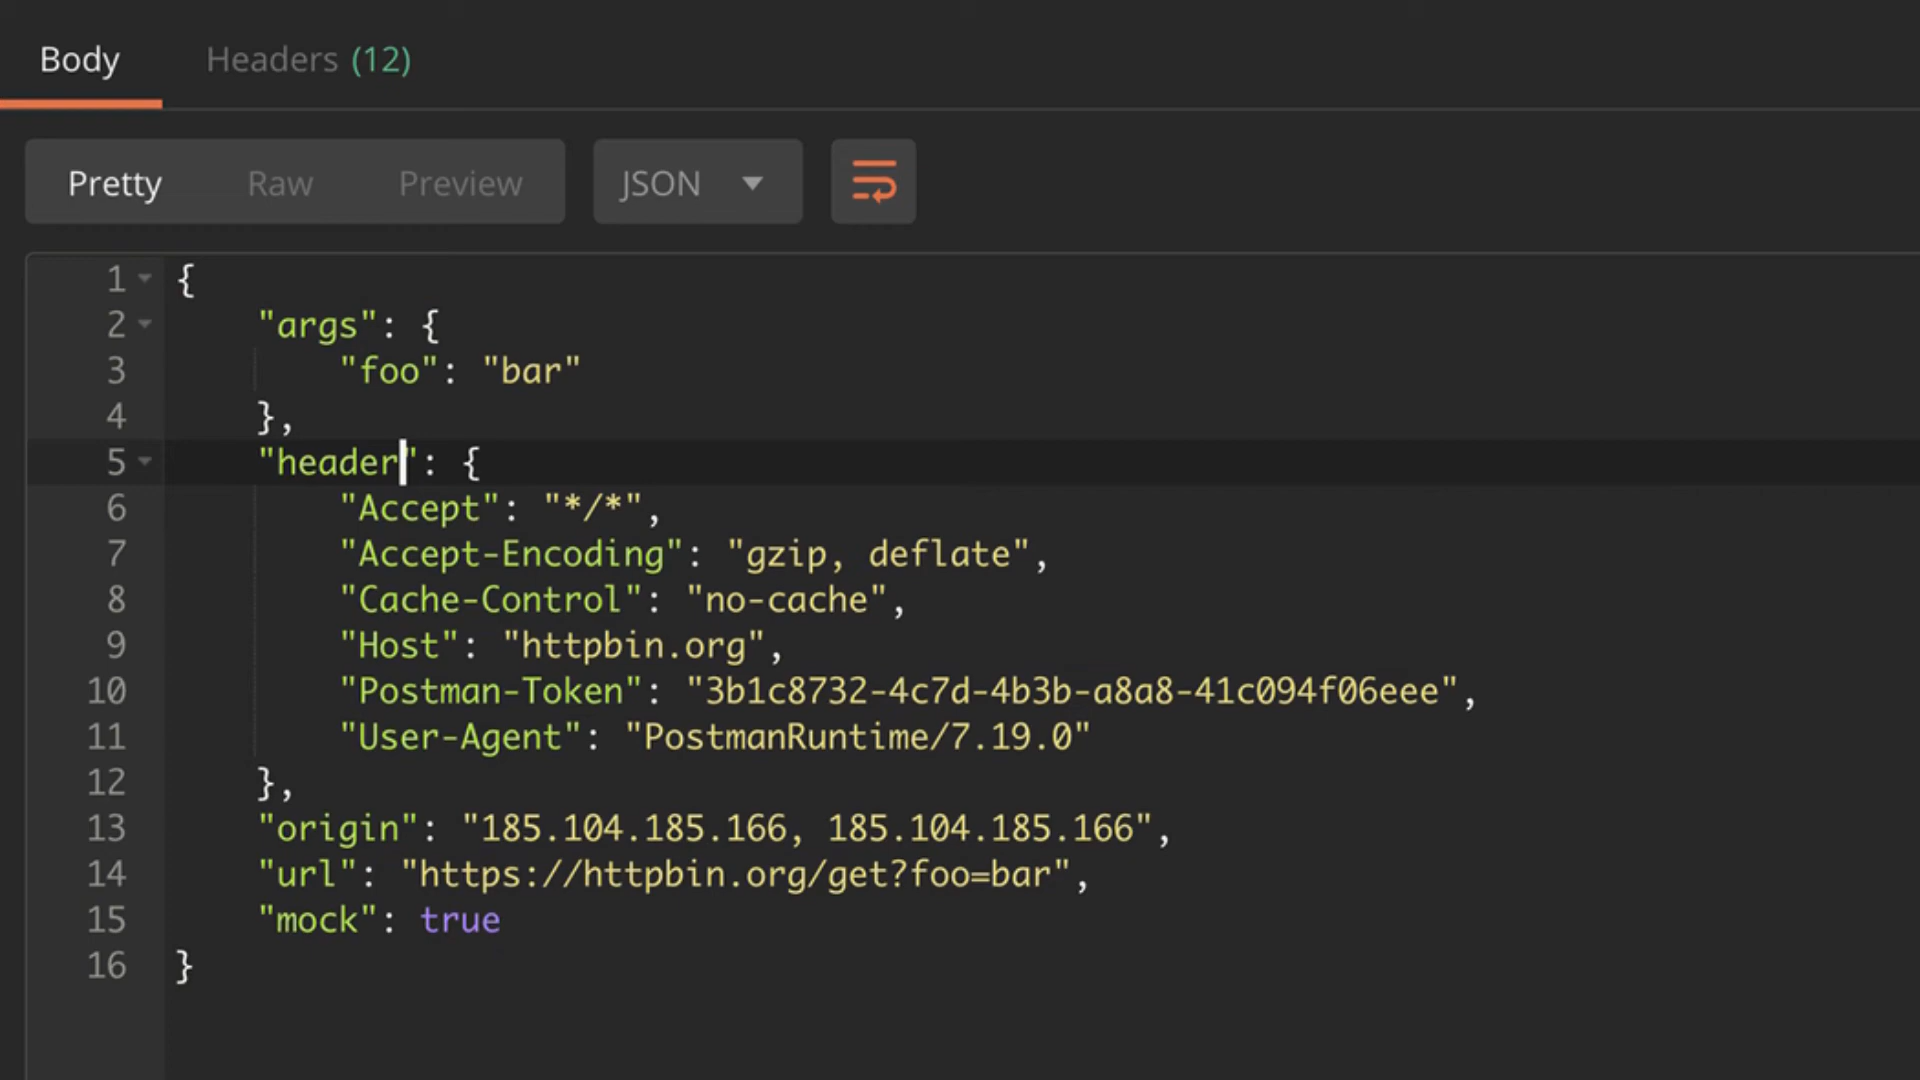 Body Headers (12)
Pretty Raw Preview JSON
1 {
2 "args": {
3 "foo": "bar"
4 },
5 "header": {
6 "Accept": "*/*",
7 "Accept-Encoding": "gzip, deflate",
8 "Cache-Control": "no-cache",
9 "Host": "httpbin.org",
10 "Postman-Token": "3b1c8732-4c7d-4b3b-a8a8-41c094f06eee",
11 "User-Agent": "PostmanRuntime/7.19.0"
12 },
13 "origin": "185.104.185.166, 185.104.185.166",
14 "url": "https://httpbin.org/get?foo=bar",
15 "mock": true
16 }